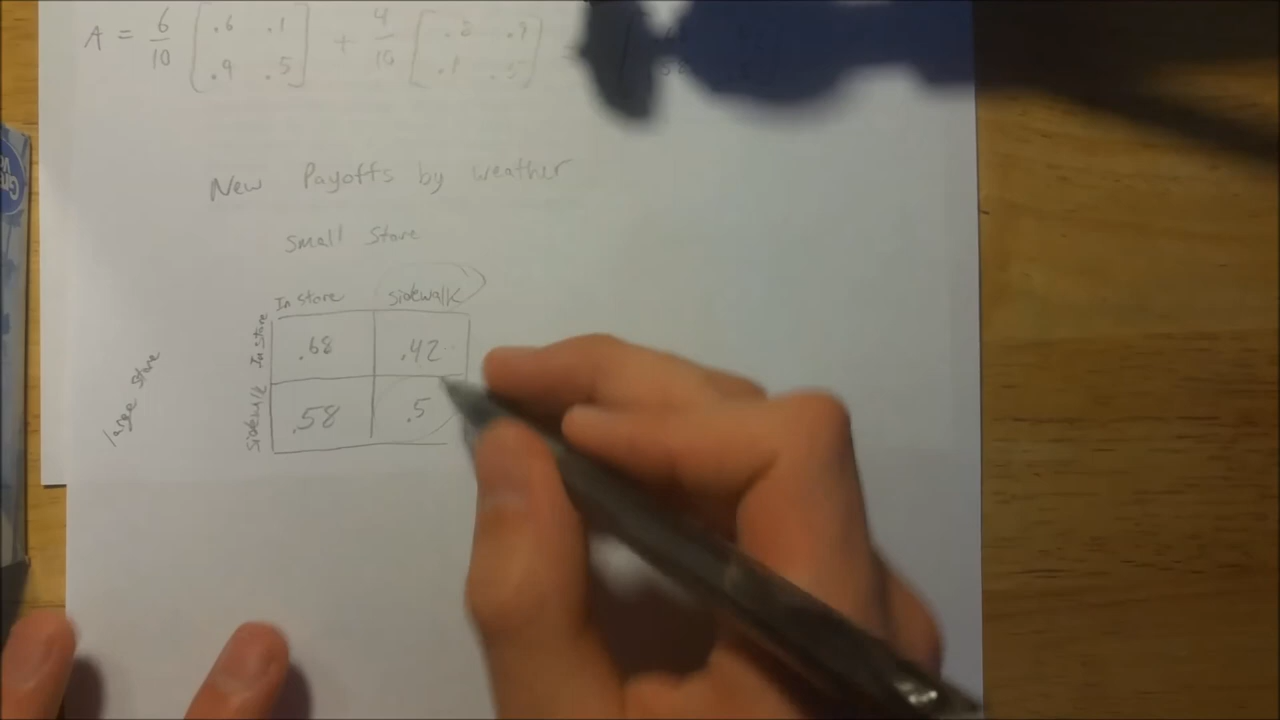 A = 6/10 [.6 .1 .9 .5] + 4/10
New Payoffs by weather
Small Store
In store Sidewalk
In store .68 .42
Sidewalk .58 .5
large store